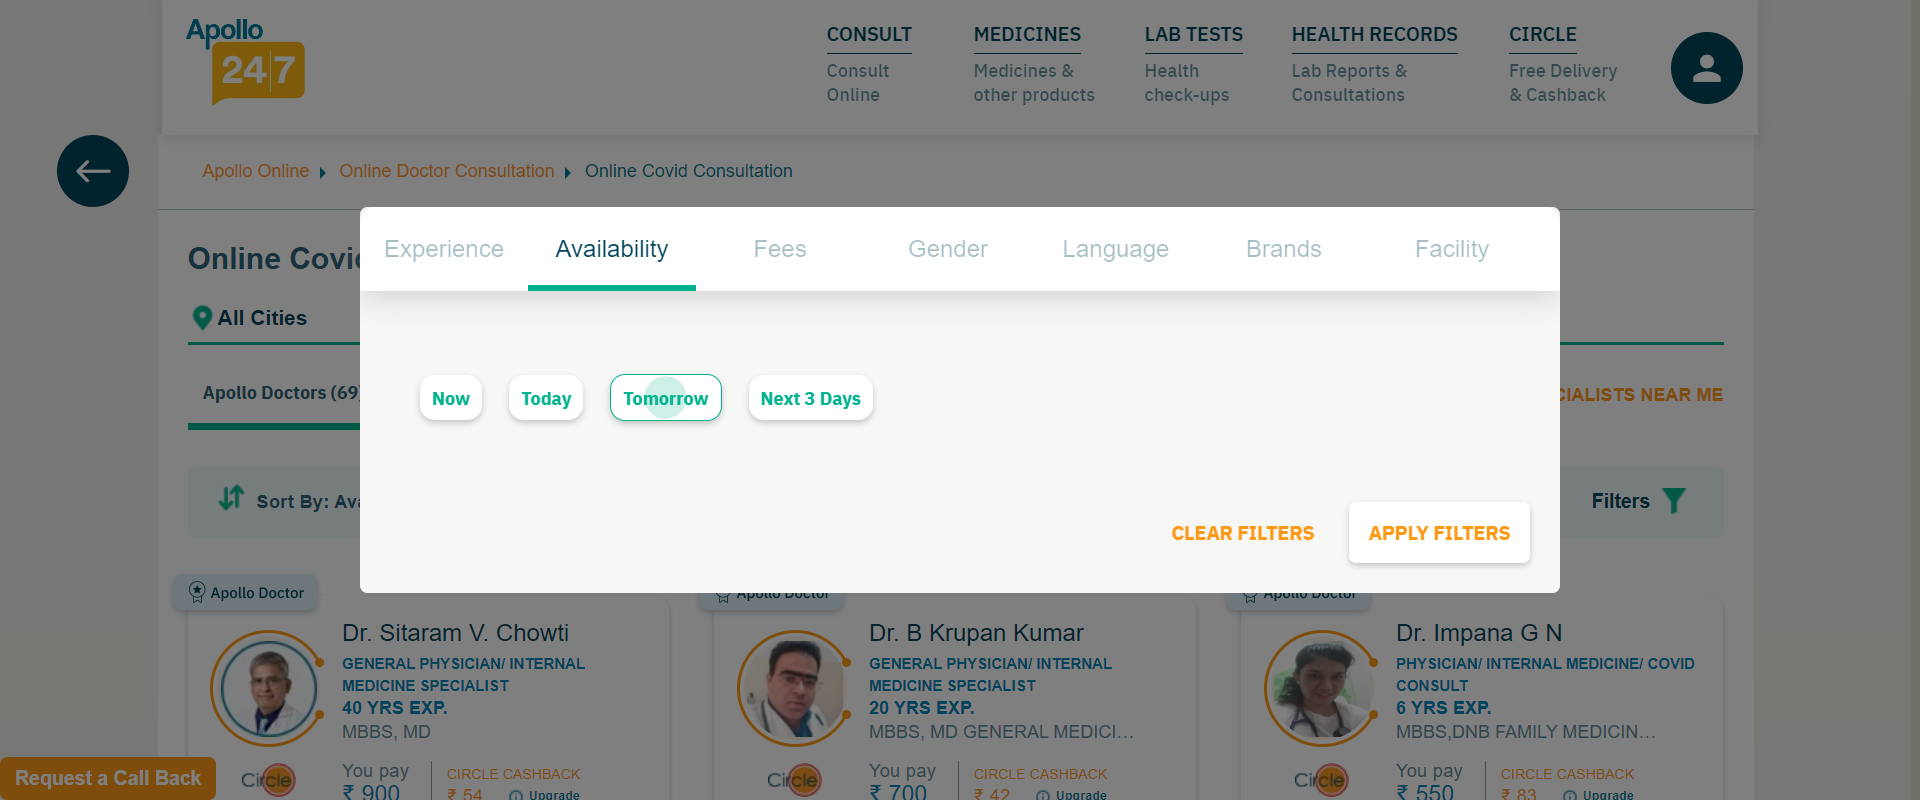 Apollo
24|7
CONSULT
Consult
Online
MEDICINES
Medicines &
other products
LAB TESTS
Health
check-ups
HEALTH RECORDS
Lab Reports &
Consultations
CIRCLE
Free Delivery
& Cashback
Apollo Online
Online Doctor Consultation
Online Covid Consultation
Experience
Availability
Fees
Gender
Language
Brands
Facility
Online
All Cities
Apollo Doctors (69)
NEAR ME
Now
Today
Tomorrow
Next 3 Days
Sort By:
Filters
CLEAR FILTERS
APPLY FILTERS
Apollo Doctor
Dr. Sitaram V. Chowti
GENERAL PHYSICIAN/ INTERNAL
MEDICINE SPECIALIST
40 YRS EXP.
MBBS, MD
Circle
You pay
₹ 900
CIRCLE CASHBACK
₹ 54
Upgrade
Apollo Doctor
Dr. B Krupan Kumar
GENERAL PHYSICIAN/ INTERNAL
MEDICINE SPECIALIST
20 YRS EXP.
MBBS, MD GENERAL MEDICI...
Circle
You pay
₹ 700
CIRCLE CASHBACK
₹ 42
Upgrade
Apollo Doctor
Dr. Impana G N
PHYSICIAN/ INTERNAL MEDICINE/ COVID
CONSULT
6 YRS EXP.
MBBS,DNB FAMILY MEDICIN...
Circle
You pay
₹ 550
CIRCLE CASHBACK
₹ 83
Upgrade
Request a Call Back